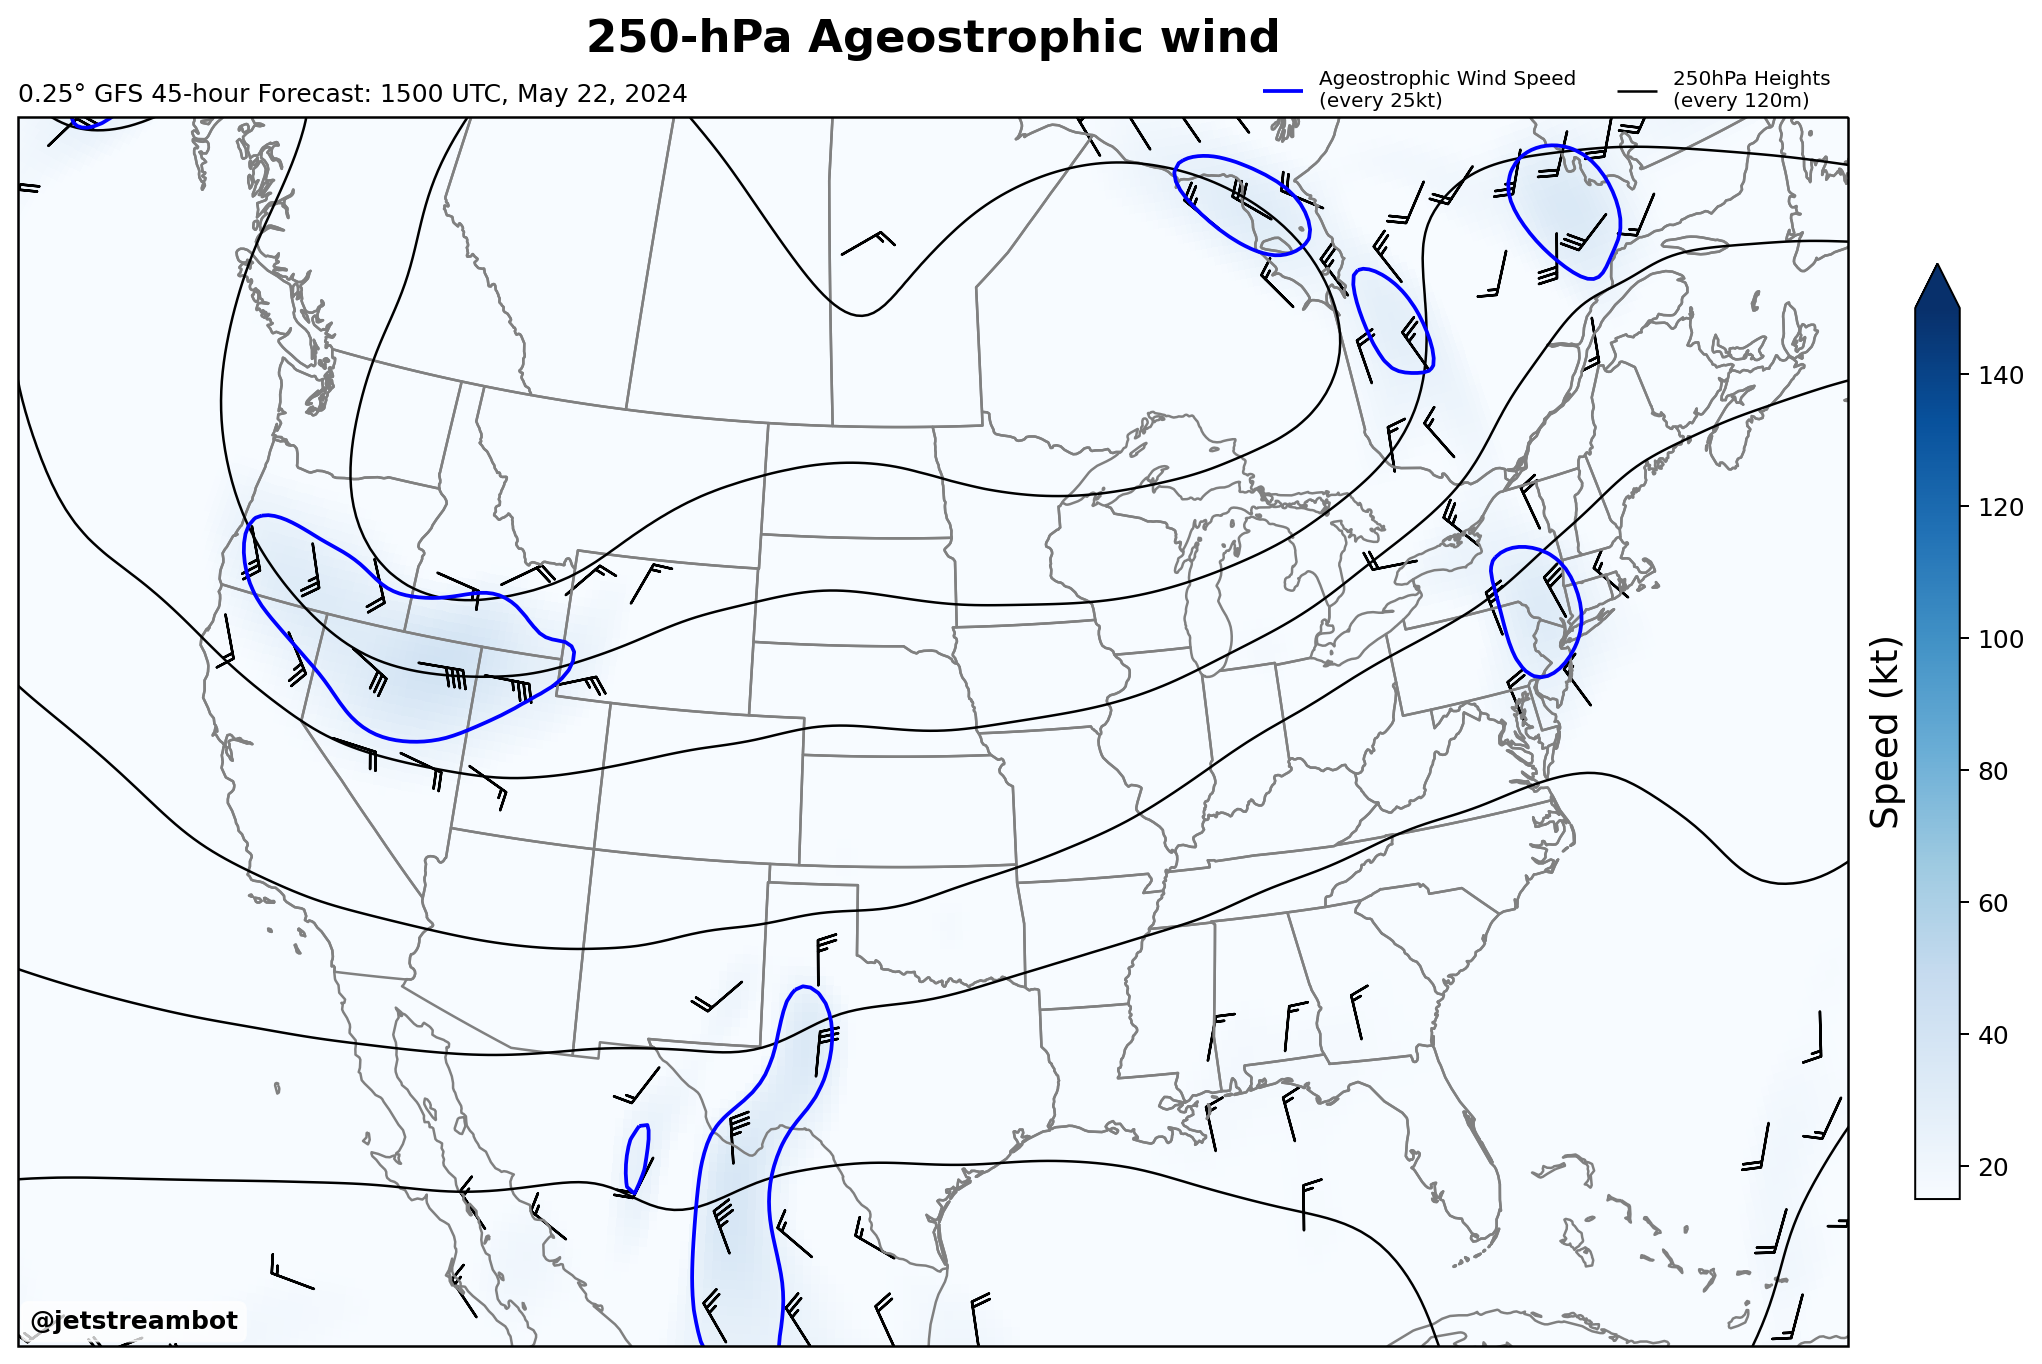 250-hPa Ageostrophic wind
0.25° GFS 45-hour Forecast: 1500 UTC, May 22, 2024
Ageostrophic Wind Speed
(every 25kt)
250hPa Heights
(every 120m)
140
120
100
80
60
40
20
Speed (kt)
@jetstreambot